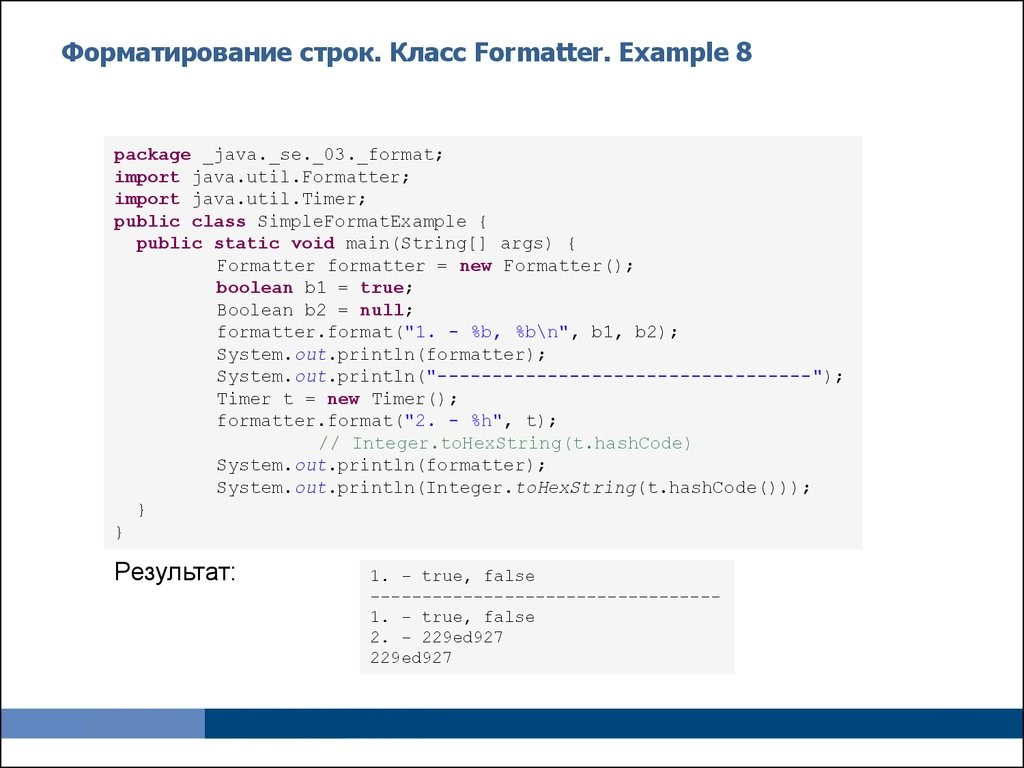 Форматирование строк. Класс Formatter. Example 8
package _java._se._03._format;
import java.util.Formatter;
import java.util.Timer;
public class SimpleFormatExample {
public static void main(String[] args) {
Formatter formatter = new Formatter();
boolean b1 = true;
Boolean b2 = null;
formatter.format("1. - %b, %b\n", b1, b2);
System.out.println(formatter);
System.out.println("----------------------------------");
Timer t = new Timer();
formatter.format("2. - %h", t);
// Integer.toHexString(t.hashCode)
System.out.println(formatter);
System.out.println(Integer.toHexString(t.hashCode()));
}
}
Результат:
1. - true, false
----------------------------------
1. - true, false
2. - 229ed927
229ed927